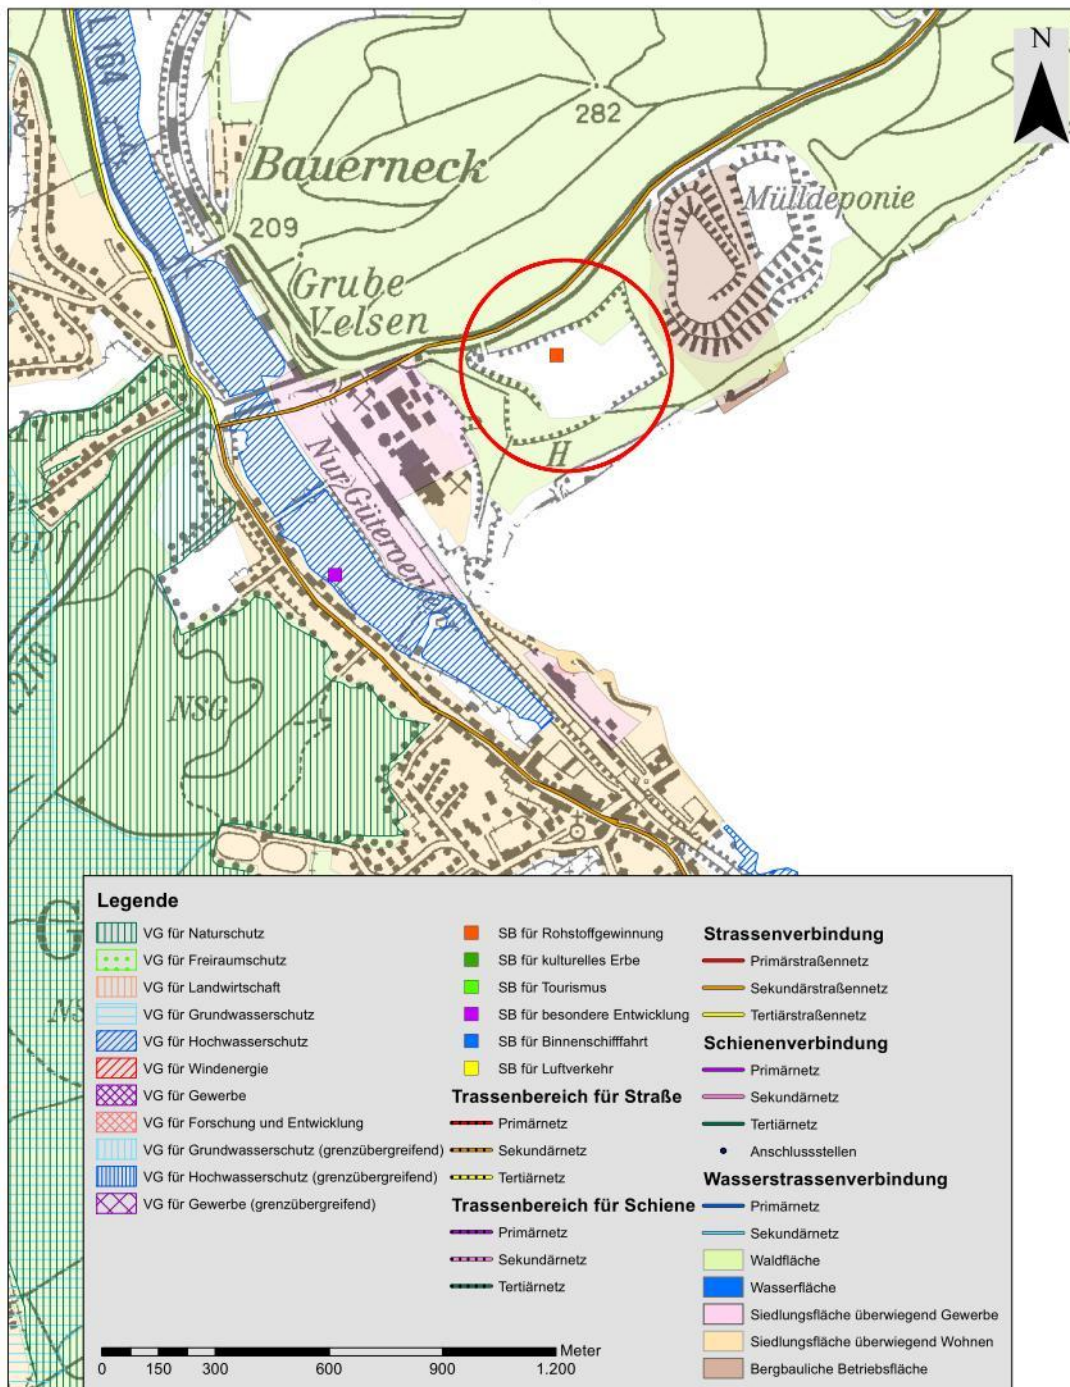 N
L 164
282
Bauerneck
Mülldeponie
209
Grube
Velsen
H
Nur Güterverkehr
NSG
L 278
G
Legende
VG für Naturschutz
VG für Freiraumschutz
VG für Landwirtschaft
VG für Grundwasserschutz
VG für Hochwasserschutz
VG für Windenergie
VG für Gewerbe
VG für Forschung und Entwicklung
VG für Grundwasserschutz (grenzübergreifend)
VG für Hochwasserschutz (grenzübergreifend)
VG für Gewerbe (grenzübergreifend)
SB für Rohstoffgewinnung
SB für kulturelles Erbe
SB für Tourismus
SB für besondere Entwicklung
SB für Binnenschifffahrt
SB für Luftverkehr
Trassenbereich für Straße
Primärnetz
Sekundärnetz
Tertiärnetz
Trassenbereich für Schiene
Primärnetz
Sekundärnetz
Tertiärnetz
Strassenverbindung
Primärstraßennetz
Sekundärstraßennetz
Tertiärstraßennetz
Schienenverbindung
Primärnetz
Sekundärnetz
Tertiärnetz
Anschlussstellen
Wasserstrassenverbindung
Primärnetz
Sekundärnetz
Waldfläche
Wasserfläche
Siedlungsfläche überwiegend Gewerbe
Siedlungsfläche überwiegend Wohnen
Bergbauliche Betriebsfläche
Meter
0 150 300 600 900 1.200